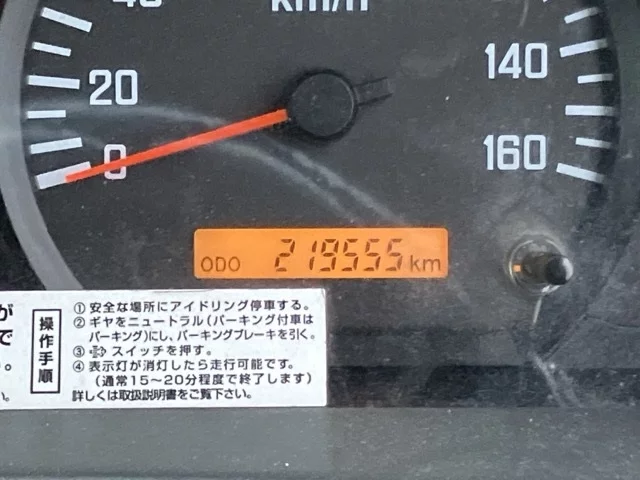 km/h
20
140
0
160
ODO 219555 km
が
で
。
い。
操作手順
① 安全な場所にアイドリング停車する。
② ギヤをニュートラル(パーキング付車は
パーキング)にし、パーキングブレーキを引く。
③ スイッチを押す。
④ 表示灯が消灯したら走行可能です。
(通常15〜20分程度で終了します)
詳しくは取扱説明書をご覧下さい。